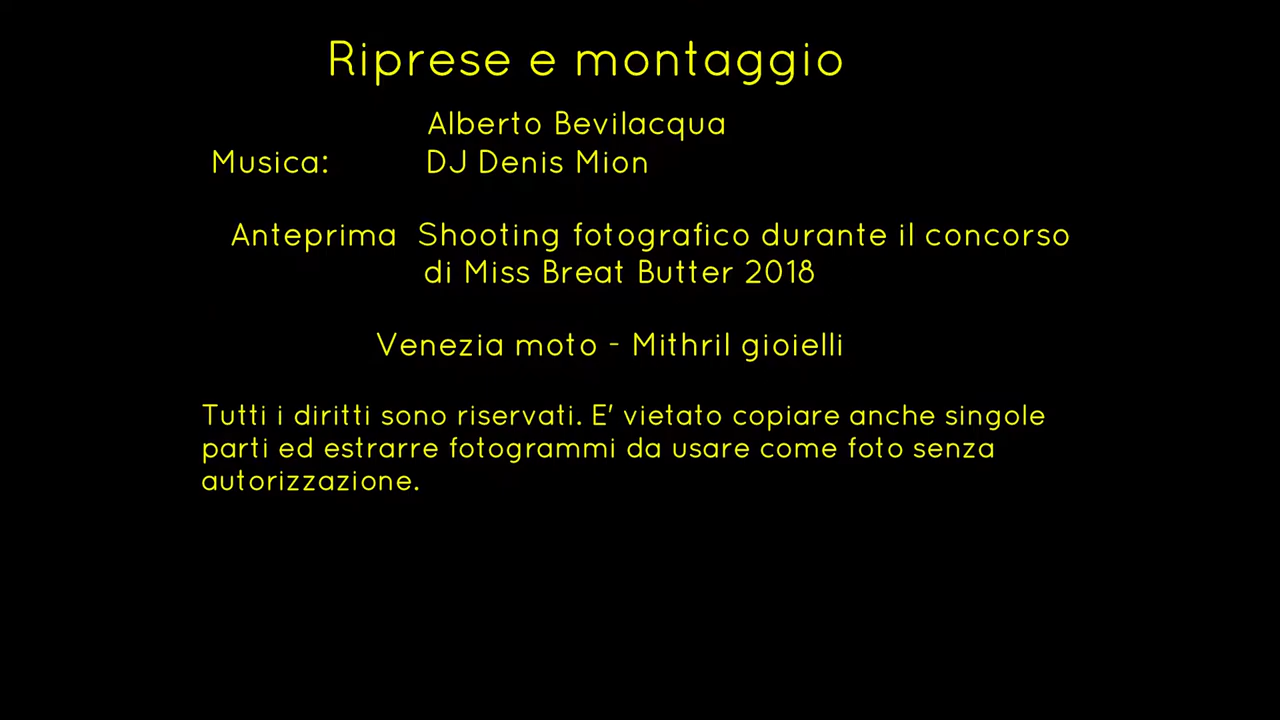 Riprese e montaggio
Alberto Bevilacqua
Musica: DJ Denis Mion
Anteprima Shooting fotografico durante il concorso
di Miss Breat Butter 2018
Venezia moto - Mithril gioielli
Tutti i diritti sono riservati. E' vietato copiare anche singole
parti ed estrarre fotogrammi da usare come foto senza
autorizzazione.